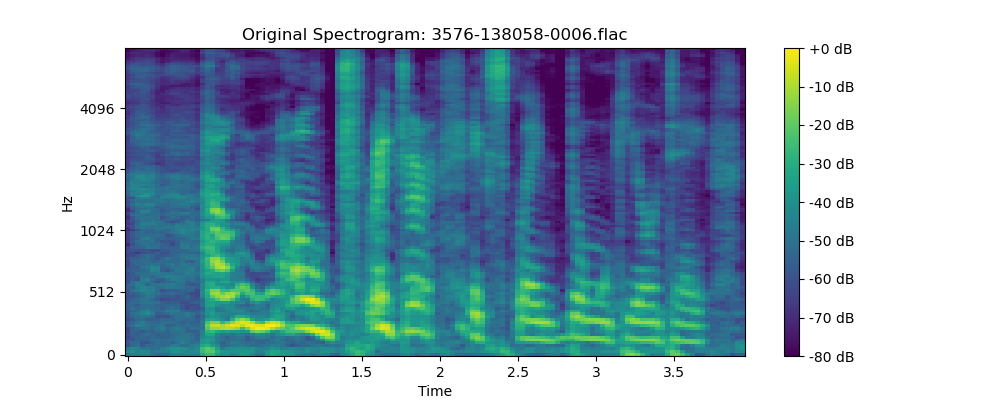 Original Spectrogram: 3576-138058-0006.flac
Hz
4096
2048
1024
512
0
0 0.5 1 1.5 2 2.5 3 3.5
Time
+0 dB
-10 dB
-20 dB
-30 dB
-40 dB
-50 dB
-60 dB
-70 dB
-80 dB